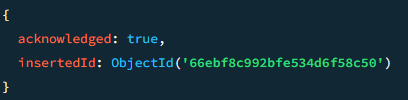 {
acknowledged: true,
insertedId: ObjectId('66ebf8c992bfe534d6f58c50')
}